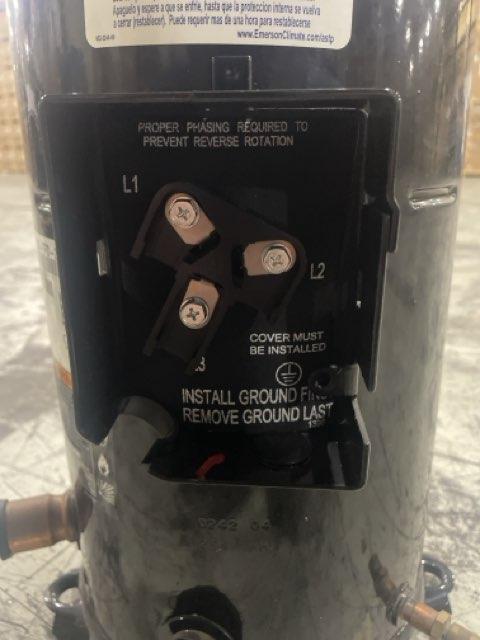 Apáguelo y espere a que se enfríe, hasta que la protección interna se vuelva
a cerrar (restablecer). Puede requerir mas de una hora para restablecerse
www.EmersonClimate.com/astp
PROPER PHASING REQUIRED TO
PREVENT REVERSE ROTATION
L1
L2
COVER MUST
BE INSTALLED
INSTALL GROUND
REMOVE GROUND LAST